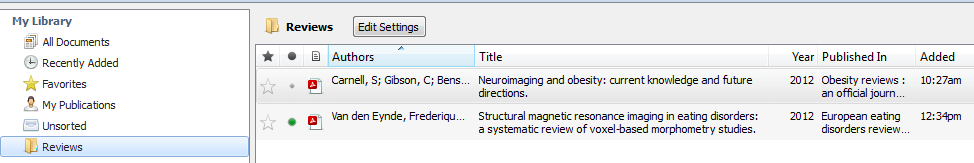 My Library
All Documents
Recently Added
Favorites
My Publications
Unsorted
Reviews
Reviews Edit Settings
Authors Title Year Published In Added
Carnell, S; Gibson, C; Bens... Neuroimaging and obesity: current knowledge and future 2012 Obesity reviews : 10:27am
directions. an official journ...
Van den Eynde, Frederiqu... Structural magnetic resonance imaging in eating disorders: 2012 European eating 12:34pm
a systematic review of voxel-based morphometry studies. disorders review...